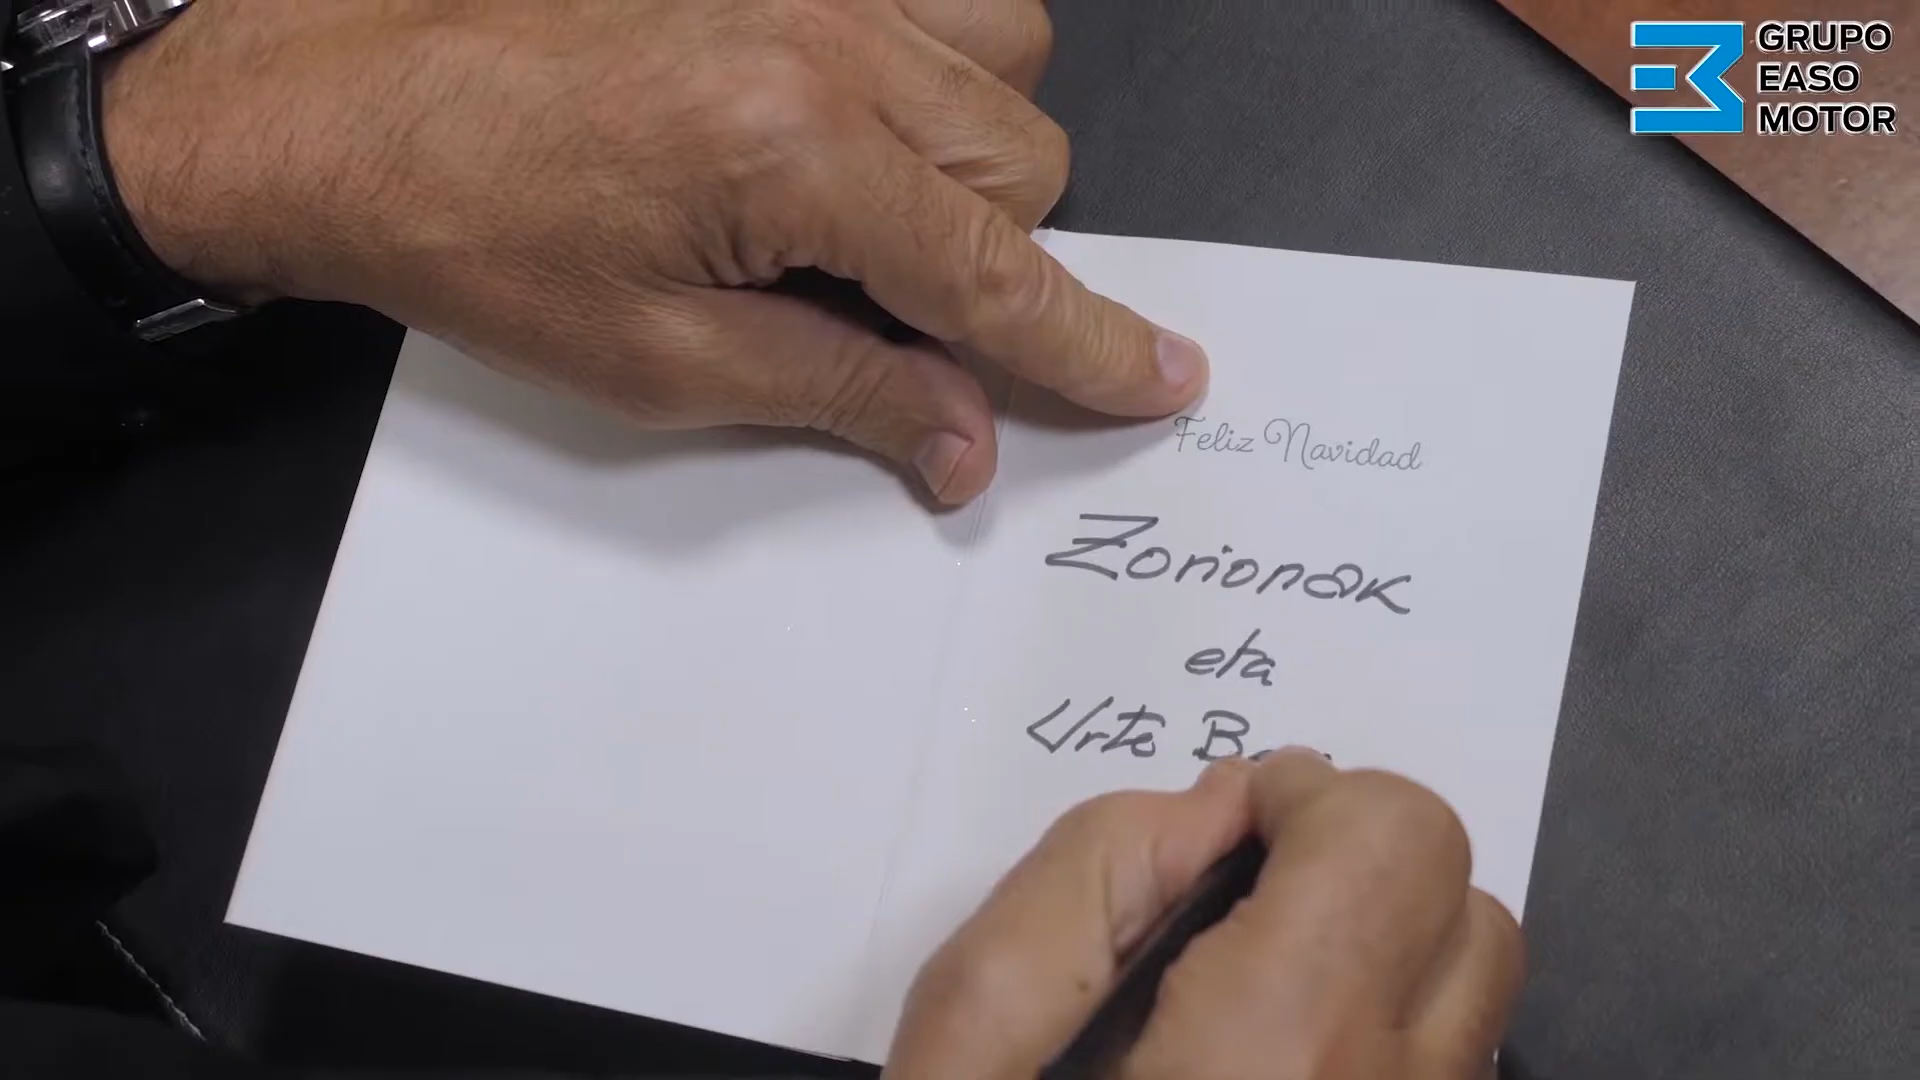 GRUPO
EASO
MOTOR
Feliz Navidad
Zorionak
eta
Urte